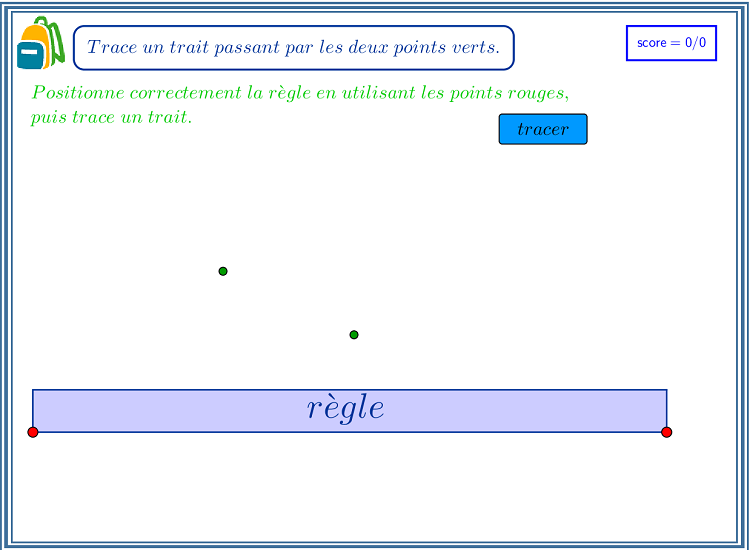 Trace un trait passant par les deux points verts.
score = 0/0
Positionne correctement la règle en utilisant les points rouges,
puis trace un trait.
tracer
règle